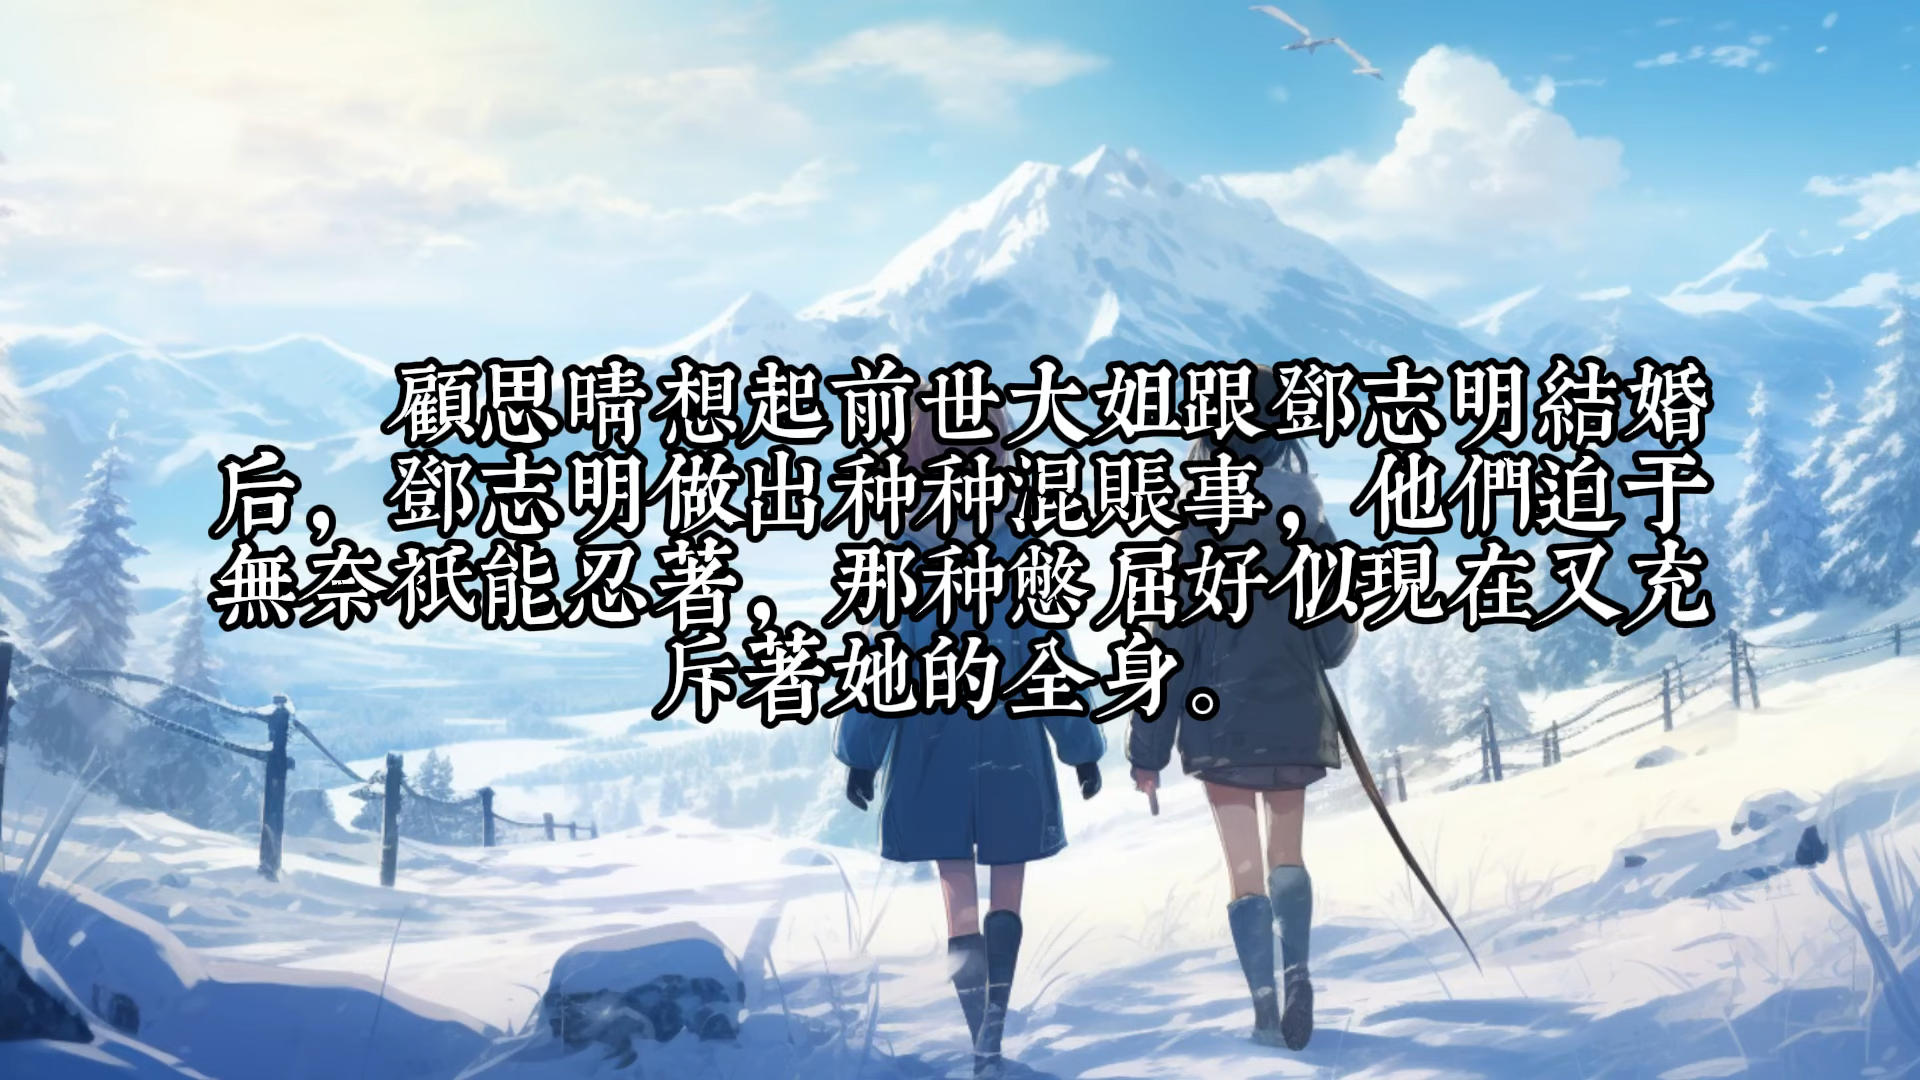 顧思晴想起前世大姐跟鄧志明結婚
后，鄧志明做出种种混賬事，他們迫于
無奈衹能忍著，那种憋屈好似現在又充
斥著她的全身。